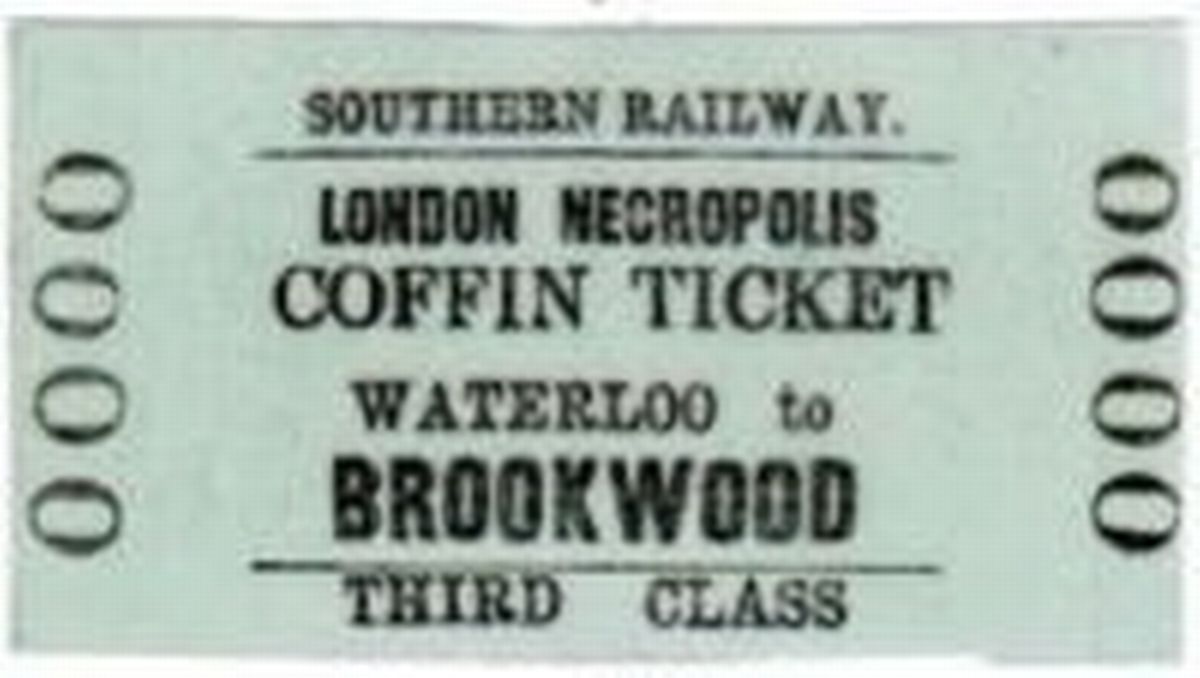 SOUTHERN RAILWAY.
LONDON NECROPOLIS
COFFIN TICKET
WATERLOO to
BROOKWOOD
THIRD CLASS
0000
0000